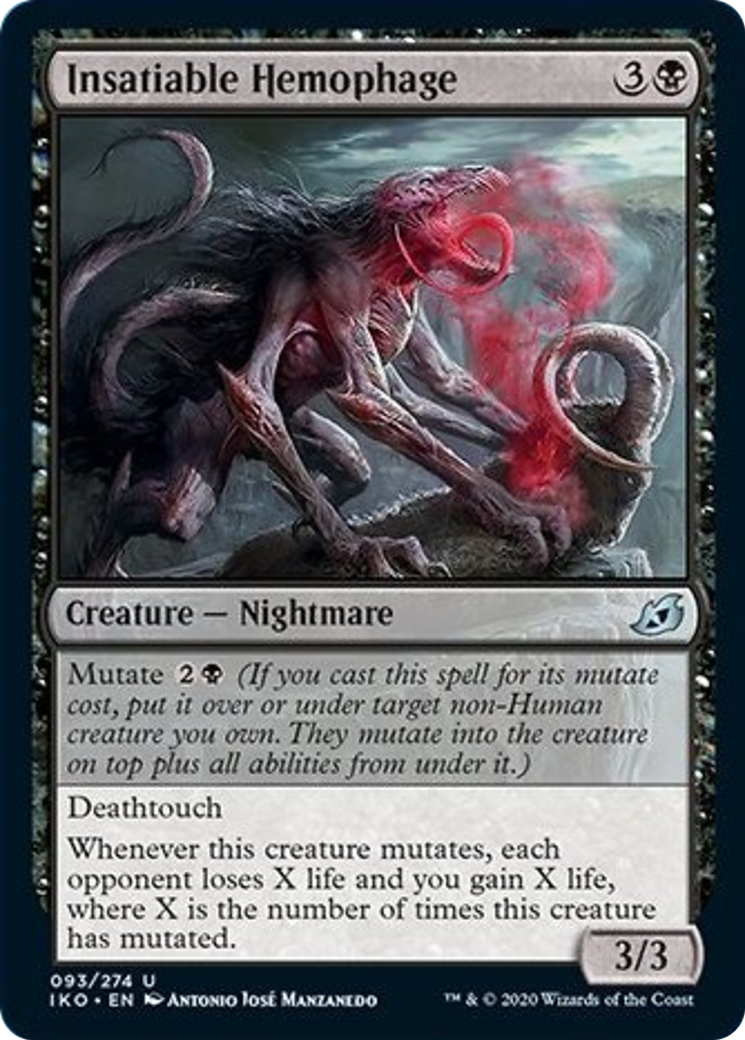 Insatiable Hemophage 3
Creature — Nightmare
Mutate 2 (If you cast this spell for its mutate
cost, put it over or under target non-Human
creature you own. They mutate into the creature
on top plus all abilities from under it.)
Deathtouch
Whenever this creature mutates, each
opponent loses X life and you gain X life,
where X is the number of times this creature
has mutated.
3/3
093/274 U
IKO • EN Antonio José Manzanedo ™ & © 2020 Wizards of the Coast